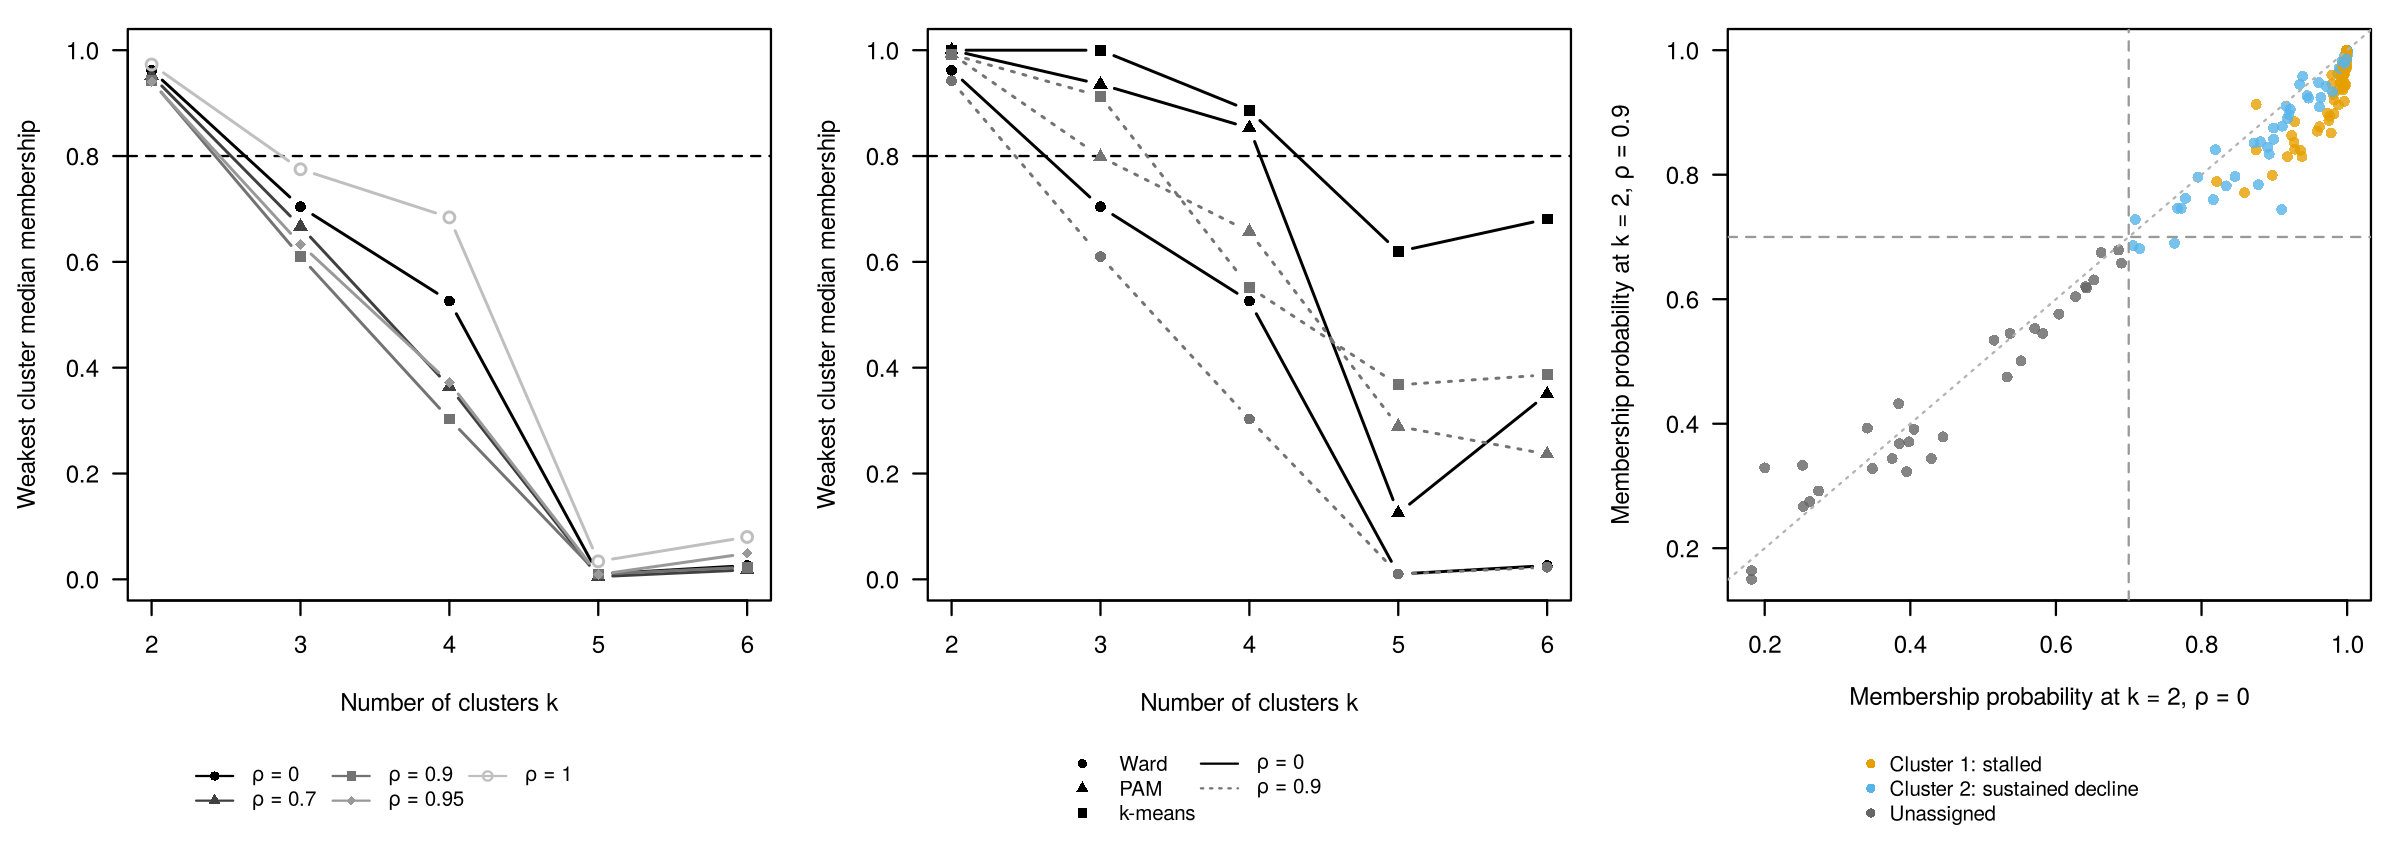 Weakest cluster median membership
1.0
0.8
0.6
0.4
0.2
0.0
2 3 4 5 6
Number of clusters k
ρ = 0
ρ = 0.7
ρ = 0.9
ρ = 0.95
ρ = 1
Weakest cluster median membership
1.0
0.8
0.6
0.4
0.2
0.0
2 3 4 5 6
Number of clusters k
Ward
PAM
k-means
ρ = 0
ρ = 0.9
Membership probability at k = 2, ρ = 0.9
1.0
0.8
0.6
0.4
0.2
0.2 0.4 0.6 0.8 1.0
Membership probability at k = 2, ρ = 0
Cluster 1: stalled
Cluster 2: sustained decline
Unassigned